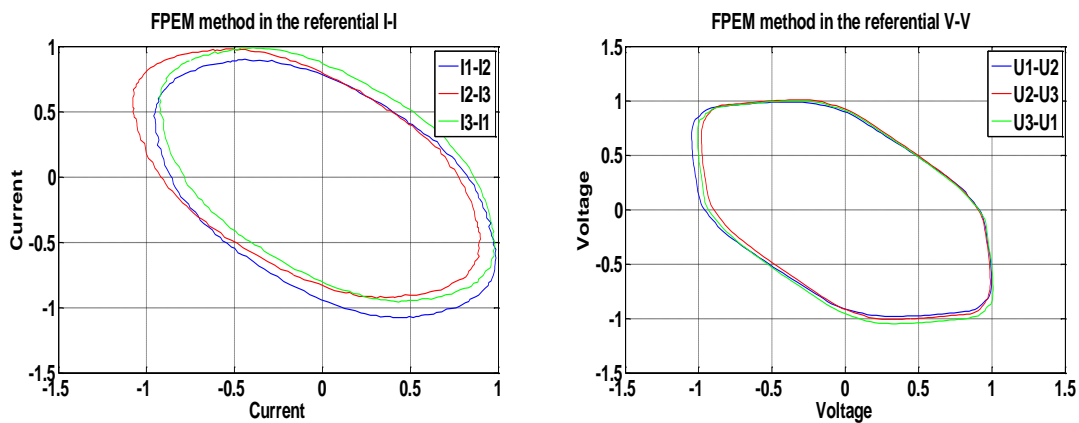 FPEM method in the referential I-I
1
0.5
0
-0.5
-1
-1.5
-1.5
-1
-0.5
0
0.5
1
Current
Current
I1-I2
I2-I3
I3-I1
FPEM method in the referential V-V
1.5
1
0.5
0
-0.5
-1
-1.5
-1.5
-1
-0.5
0
0.5
1
1.5
Voltage
Voltage
U1-U2
U2-U3
U3-U1